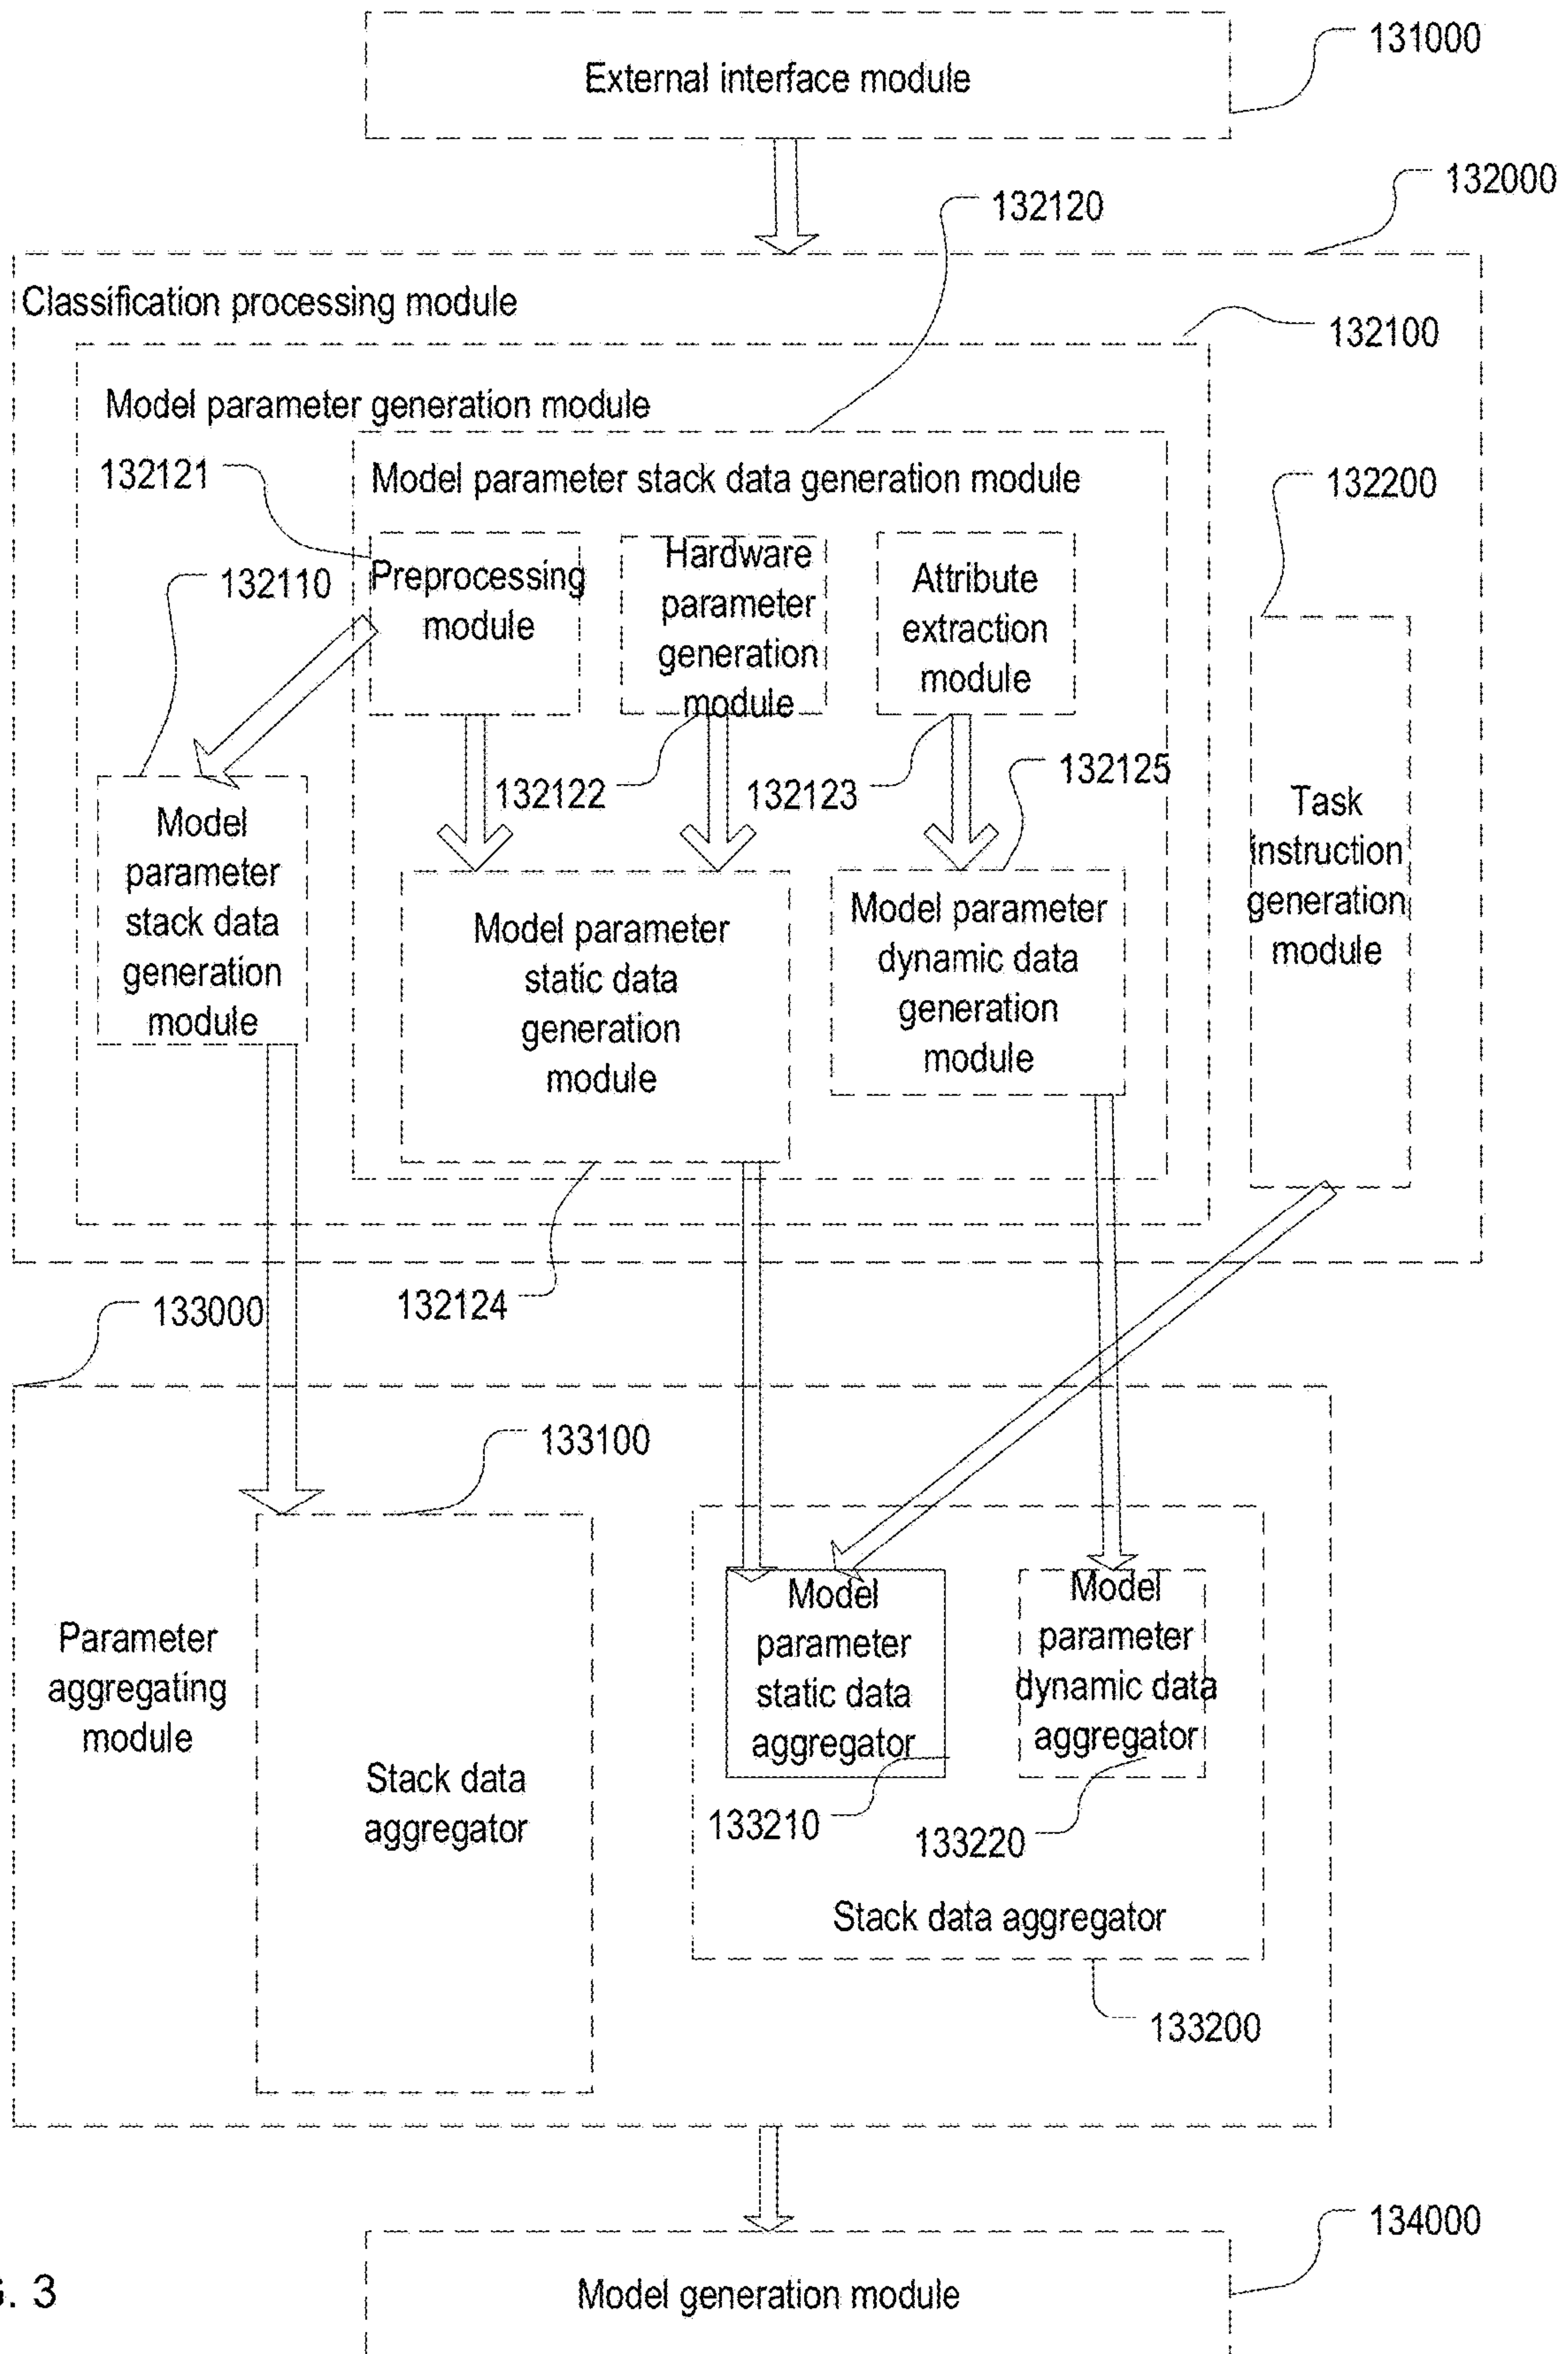 External interface module
131000
132000
132120
Classification processing module
132100
Model parameter generation module
132121
Model parameter stack data generation module
132200
132110
Preprocessing
module
Hardware
parameter
generation
module
Attribute
extraction
module
132122
132123
132125
Model
parameter
stack data
generation
module
Model parameter
static data
generation
module
Model parameter
dynamic data
generation
module
Task
instruction
generation
module
132124
133000
133100
Parameter
aggregating
module
Stack data
aggregator
Model
parameter
static data
aggregator
Model
parameter
dynamic data
aggregator
133210
133220
Stack data aggregator
133200
134000
Model generation module
. 3